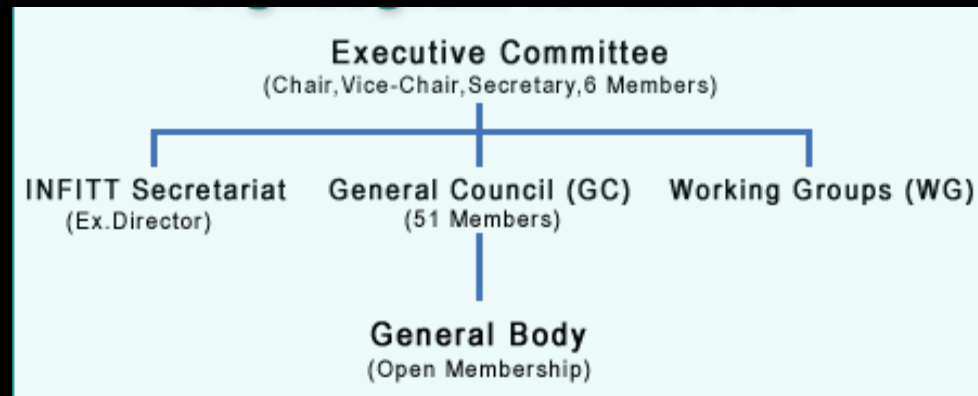 Executive Committee
(Chair,Vice-Chair,Secretary,6 Members)
INFITT Secretariat
(Ex.Director)
General Council (GC)
(51 Members)
Working Groups (WG)
General Body
(Open Membership)